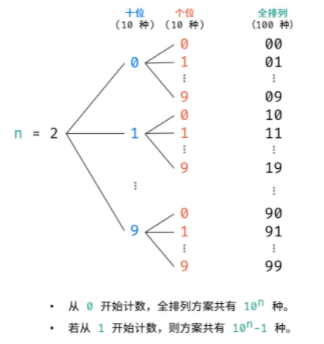 十位 个位 全排列
(10 种) (10 种) (100 种)
0 00
0 1 01
⋮ ⋮
9 09
0 10
n = 2 1 1 11
⋮ ⋮
9 19
⋮ ⋮
0 90
9 1 91
⋮ ⋮
9 99
• 从 0 开始计数，全排列方案共有 10ⁿ 种。
• 若从 1 开始计数，则方案共有 10ⁿ-1 种。